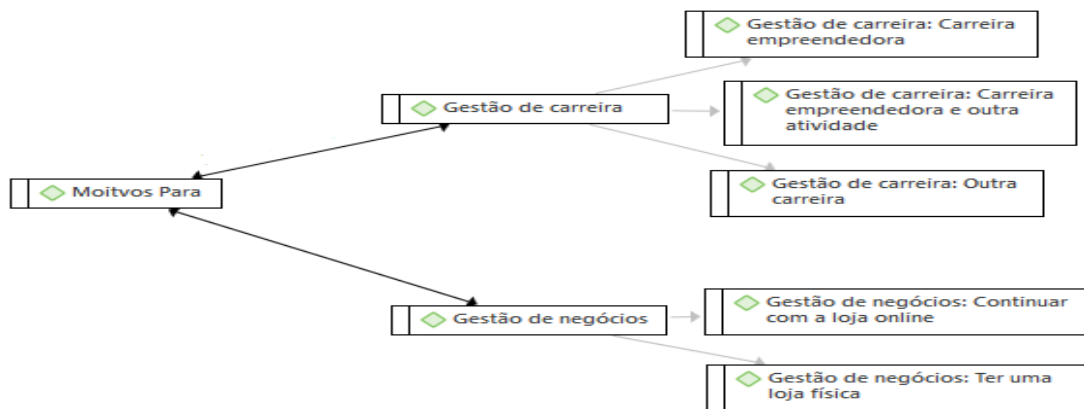 Gestão de carreira: Carreira
empreendedora
Gestão de carreira: Carreira
empreendedora e outra
atividade
Gestão de carreira
Gestão de carreira: Outra
carreira
Moitvos Para
Gestão de negócios: Continuar
com a loja online
Gestão de negócios
Gestão de negócios: Ter uma
loja física